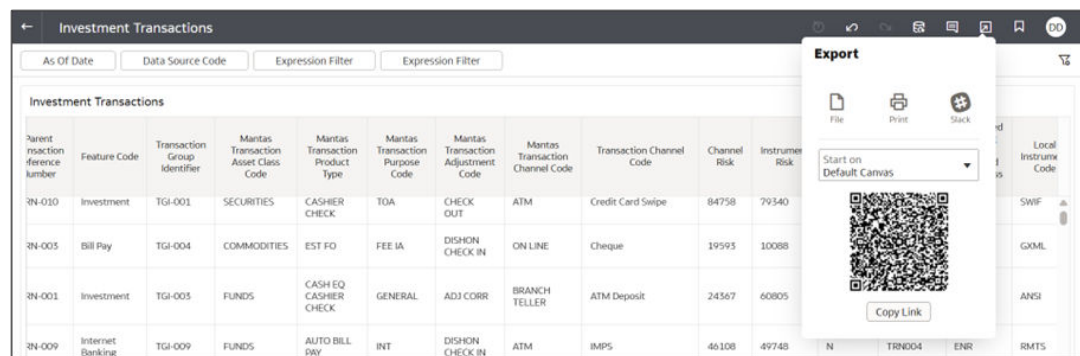 Investment Transactions
DD
As Of Date
Data Source Code
Expression Filter
Expression Filter
Investment Transactions
Feature Code
Transaction
Group
Identifier
Mantas
Transaction
Asset Class
Code
Mantas
Transaction
Product
Type
Mantas
Transaction
Purpose
Code
Mantas
Transaction
Adjustment
Code
Mantas
Transaction
Channel Code
Transaction Channel
Code
Channel
Risk
Instrumen
Risk
Local
Instrume
Code
RN-010 Investment TGI-001 SECURITIES CASHIER CHECK TOA CHECK OUT ATM Credit Card Swipe 84758 79340 SWIF
RN-003 Bill Pay TGI-004 COMMODITIES EST FO FEE IA DISHON CHECK IN ON LINE Cheque 19593 10088 GXML
RN-001 Investment TGI-003 FUNDS CASH EQ CASHIER CHECK GENERAL ADJ CORR BRANCH TELLER ATM Deposit 24367 60805 ANSI
RN-009 Internet Banking TGI-009 FUNDS AUTO BILL PAY INT DISHON CHECK IN ATM IMPS 46108 49748 N TRN004 ENR RMTS
Export
File
Print
Slack
Start on
Default Canvas
Copy Link